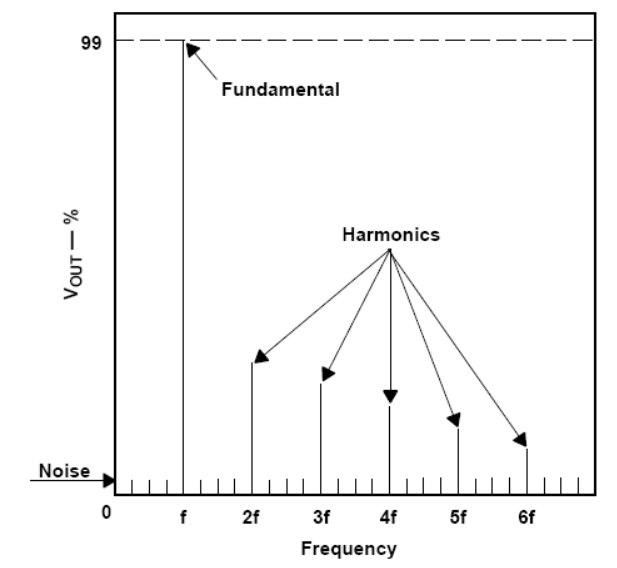 99
Fundamental
Harmonics
VOUT — %
Noise
0
f 2f 3f 4f 5f 6f
Frequency